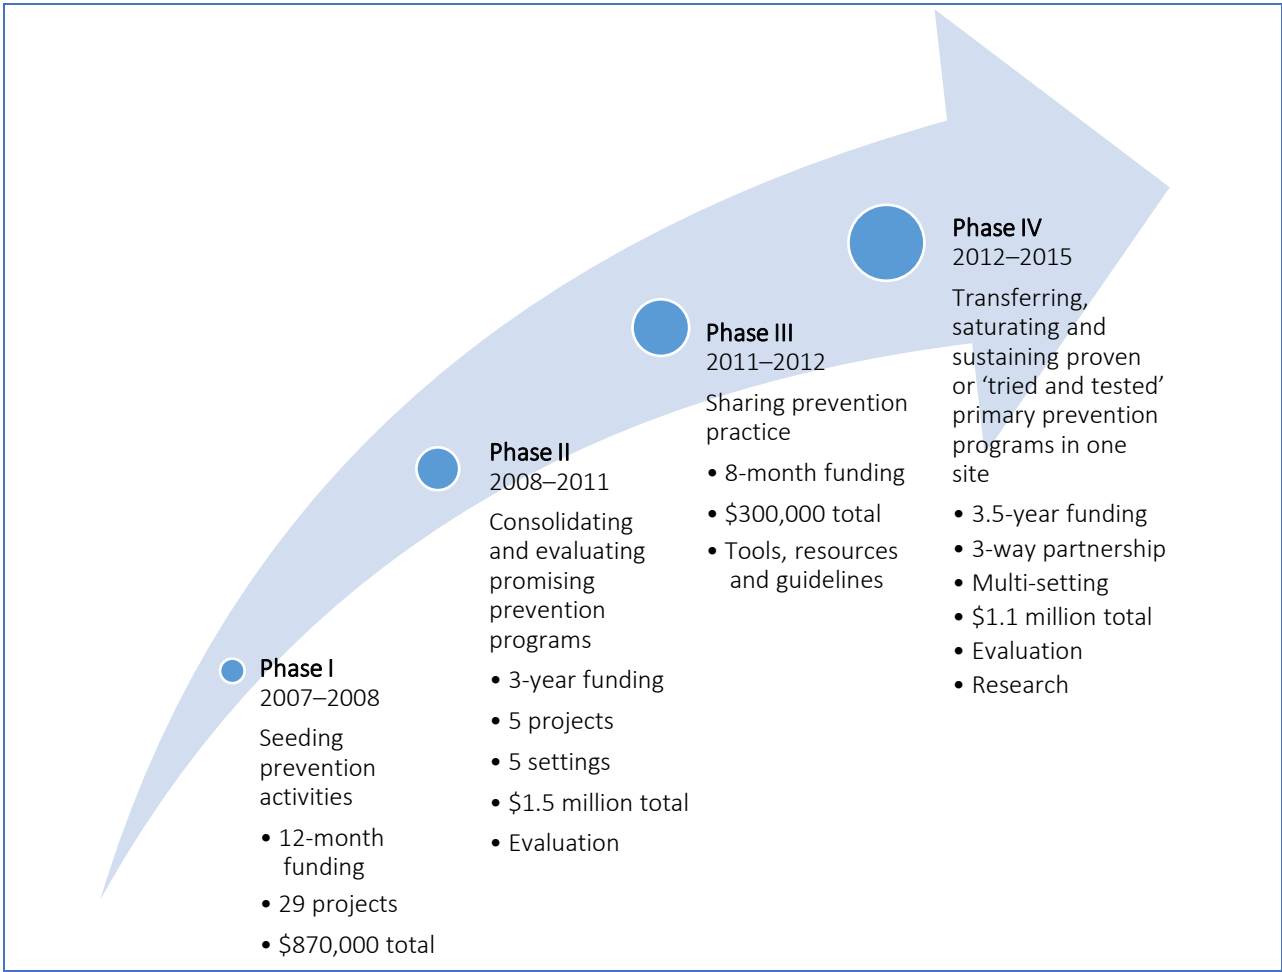 Phase I
2007–2008
Seeding
prevention
activities
• 12-month
funding
• 29 projects
• $870,000 total
Phase II
2008–2011
Consolidating
and evaluating
promising
prevention
programs
• 3-year funding
• 5 projects
• 5 settings
• $1.5 million total
• Evaluation
Phase III
2011–2012
Sharing prevention
practice
• 8-month funding
• $300,000 total
• Tools, resources
and guidelines
Phase IV
2012–2015
Transferring,
saturating and
sustaining proven
or ‘tried and tested’
primary prevention
programs in one
site
• 3.5-year funding
• 3-way partnership
• Multi-setting
• $1.1 million total
• Evaluation
• Research